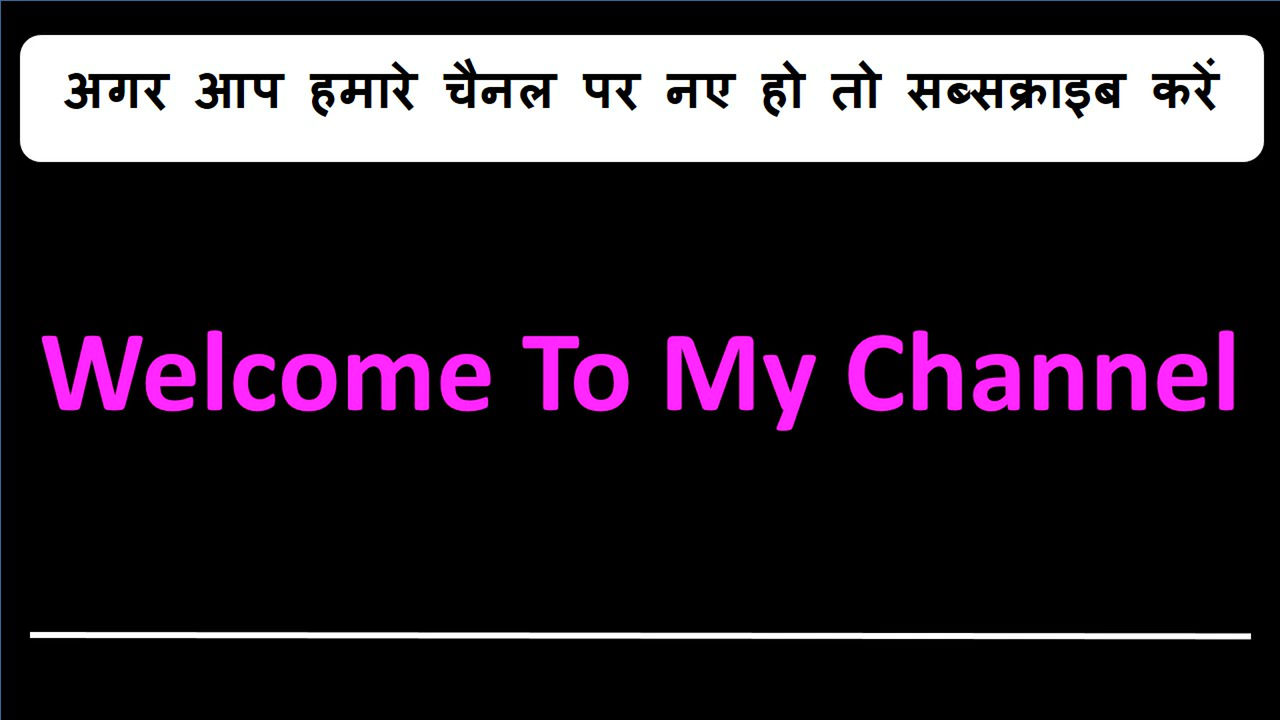 अगर आप हमारे चैनल पर नए हो तो सब्सक्राइब करें
Welcome To My Channel